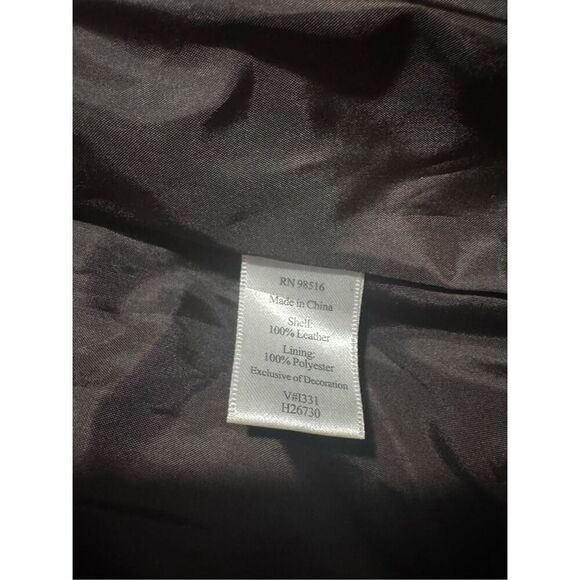 RN 98516
Made in China
Shell:
100% Leather
Lining:
100% Polyester
Exclusive of Decoration
V#I331
H26730